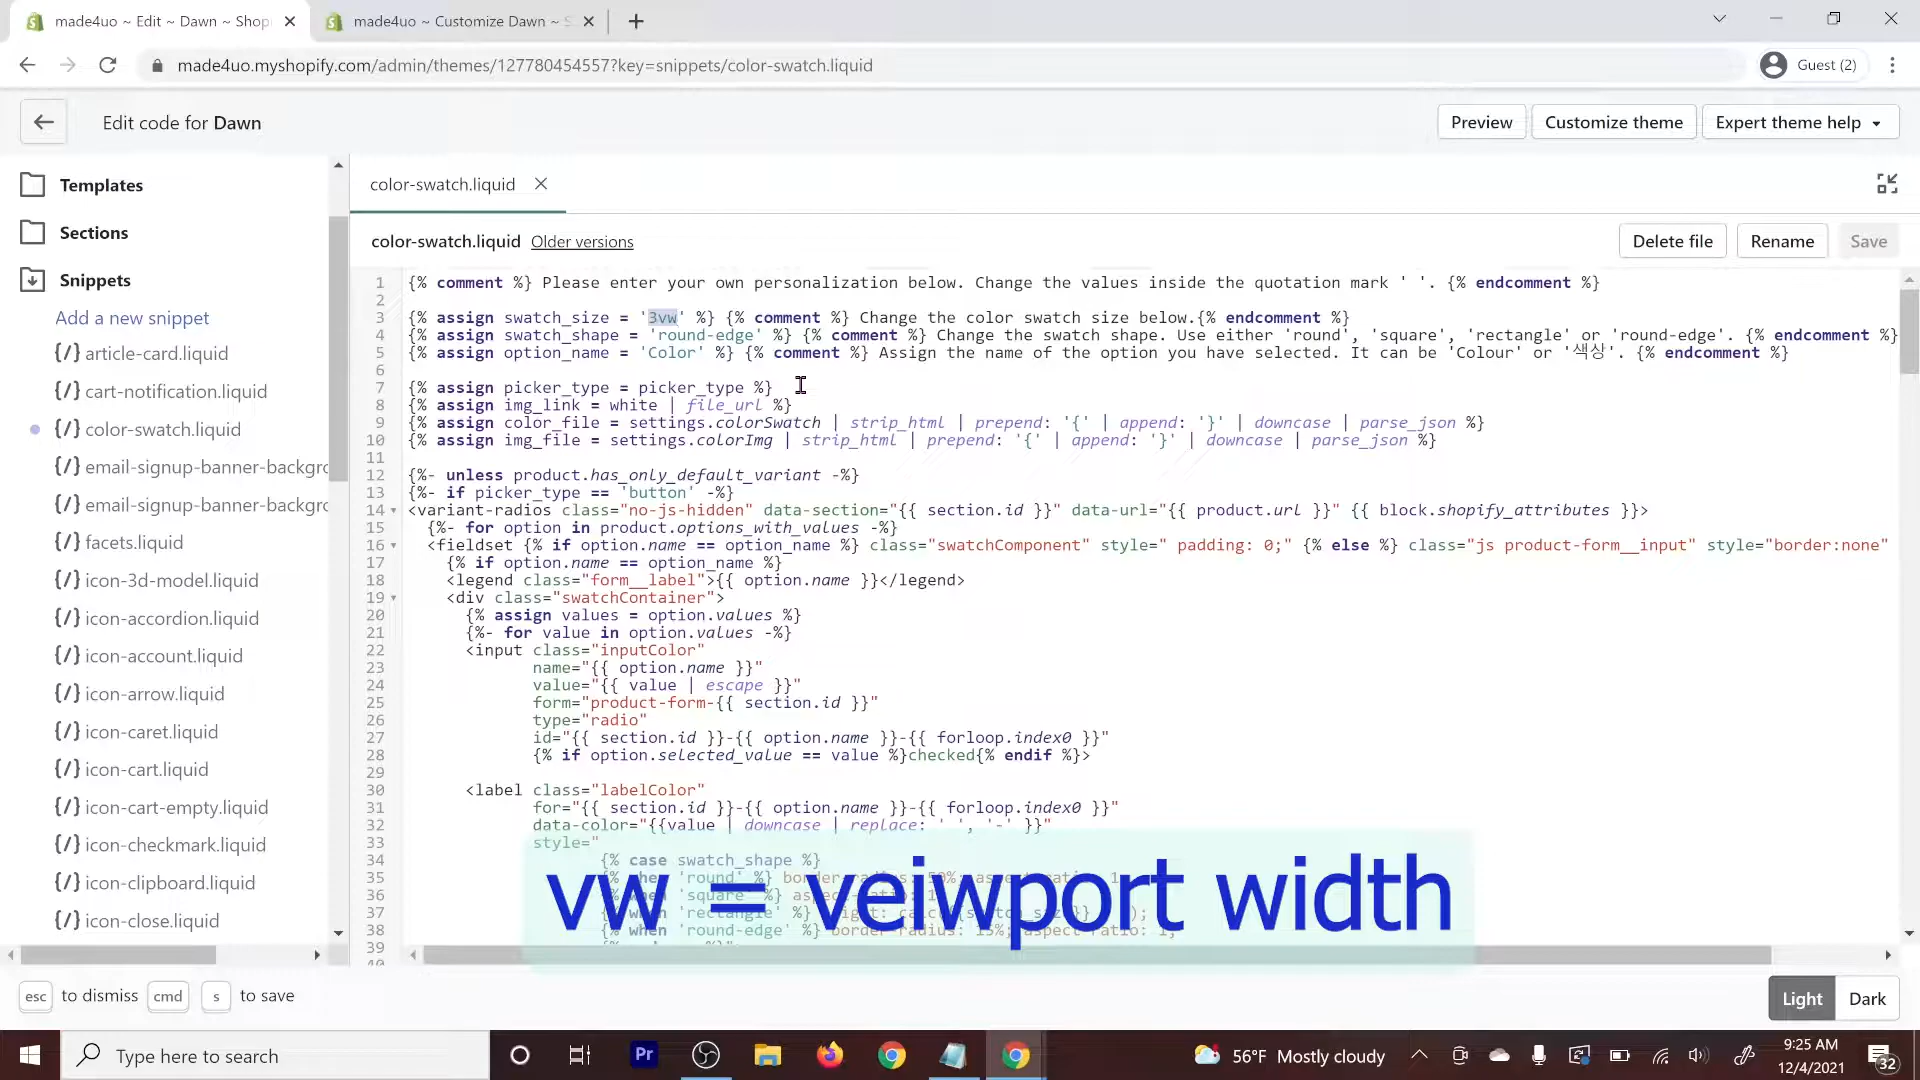 made4uo ~ Edit ~ Dawn ~ Shop
made4uo ~ Customize Dawn ~ S
made4uo.myshopify.com/admin/themes/127780454557?key=snippets/color-swatch.liquid
Guest (2)
Edit code for Dawn
Preview
Customize theme
Expert theme help
Templates
Sections
Snippets
Add a new snippet
{/} article-card.liquid
{/} cart-notification.liquid
{/} color-swatch.liquid
{/} email-signup-banner-backgro
{/} email-signup-banner-backgro
{/} facets.liquid
{/} icon-3d-model.liquid
{/} icon-accordion.liquid
{/} icon-account.liquid
{/} icon-arrow.liquid
{/} icon-caret.liquid
{/} icon-cart.liquid
{/} icon-cart-empty.liquid
{/} icon-checkmark.liquid
{/} icon-clipboard.liquid
{/} icon-close.liquid
color-swatch.liquid
color-swatch.liquid Older versions
Delete file
Rename
Save
1 {% comment %} Please enter your own personalization below. Change the values inside the quotation mark ' '. {% endcomment %}
2
3 {% assign swatch_size = '3vw' %} {% comment %} Change the color swatch size below.{% endcomment %}
4 {% assign swatch_shape = 'round-edge' %} {% comment %} Change the swatch shape. Use either 'round', 'square', 'rectangle' or 'round-edge'. {% endcomment %}
5 {% assign option_name = 'Color' %} {% comment %} Assign the name of the option you have selected. It can be 'Colour' or '색상'. {% endcomment %}
6
7 {% assign picker_type = picker_type %}
8 {% assign img_link = white | file_url %}
9 {% assign color_file = settings.colorSwatch | strip_html | prepend: '{' | append: '}' | downcase | parse_json %}
10 {% assign img_file = settings.colorImg | strip_html | prepend: '{' | append: '}' | downcase | parse_json %}
11
12 {%- unless product.has_only_default_variant -%}
13 {%- if picker_type == 'button' -%}
14 <variant-radios class="no-js-hidden" data-section="{{ section.id }}" data-url="{{ product.url }}" {{ block.shopify_attributes }}>
15 {%- for option in product.options_with_values -%}
16 <fieldset {% if option.name == option_name %} class="swatchComponent" style=" padding: 0;" {% else %} class="js product-form__input" style="border:none"
17 {% if option.name == option_name %}
18 <legend class="form__label">{{ option.name }}</legend>
19 <div class="swatchContainer">
20 {% assign values = option.values %}
21 {%- for value in option.values -%}
22 <input class="inputColor"
23 name="{{ option.name }}"
24 value="{{ value | escape }}"
25 form="product-form-{{ section.id }}"
26 type="radio"
27 id="{{ section.id }}-{{ option.name }}-{{ forloop.index0 }}"
28 {% if option.selected_value == value %}checked{% endif %}>
29
30 <label class="labelColor"
31 for="{{ section.id }}-{{ option.name }}-{{ forloop.index0 }}"
32 data-color="{{value | downcase | replace: ' ', '-' }}"
33 style="
34 {% case swatch_shape %}
35
36
37
38 {% when 'round-edge' %} border-radius: 15%; aspect-ratio: 1;
39
vw = veiwport width
esc to dismiss cmd s to save
Light
Dark
Type here to search
Pr
56°F Mostly cloudy
9:25 AM
12/4/2021
32